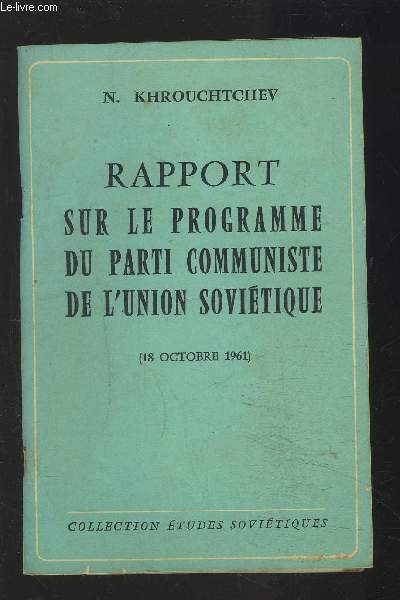 Le-livre.com
N. KHROUCHTCHEV
RAPPORT
SUR LE PROGRAMME
DU PARTI COMMUNISTE
DE L'UNION SOVIÉTIQUE
(18 OCTOBRE 1961)
COLLECTION ÉTUDES SOVIÉTIQUES